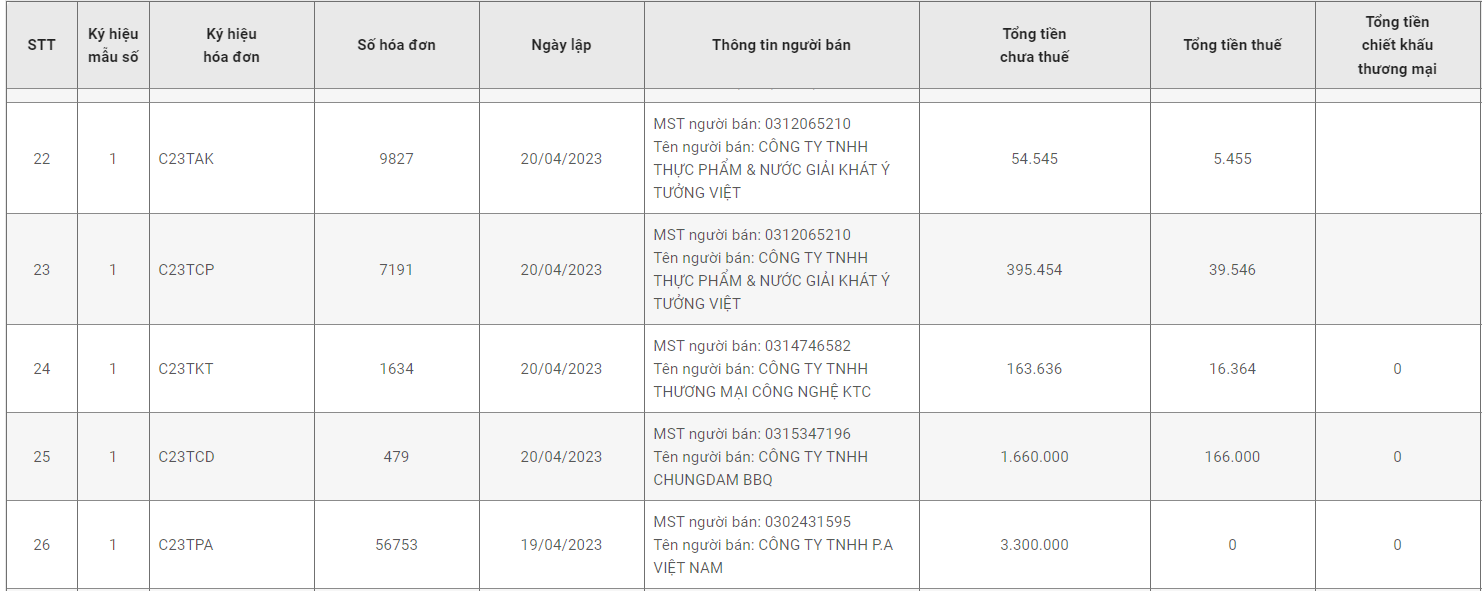 STT
Ký hiệu
mẫu số
Ký hiệu
hóa đơn
Số hóa đơn
Ngày lập
Thông tin người bán
Tổng tiền
chưa thuế
Tổng tiền thuế
Tổng tiền
chiết khấu
thương mại
22
1
C23TAK
9827
20/04/2023
MST người bán: 0312065210
Tên người bán: CÔNG TY TNHH
THỰC PHẨM & NƯỚC GIẢI KHÁT Ý
TƯỞNG VIỆT
54.545
5.455
23
1
C23TCP
7191
20/04/2023
MST người bán: 0312065210
Tên người bán: CÔNG TY TNHH
THỰC PHẨM & NƯỚC GIẢI KHÁT Ý
TƯỞNG VIỆT
395.454
39.546
24
1
C23TKT
1634
20/04/2023
MST người bán: 0314746582
Tên người bán: CÔNG TY TNHH
THƯƠNG MẠI CÔNG NGHỆ KTC
163.636
16.364
0
25
1
C23TCD
479
20/04/2023
MST người bán: 0315347196
Tên người bán: CÔNG TY TNHH
CHUNGDAM BBQ
1.660.000
166.000
0
26
1
C23TPA
56753
19/04/2023
MST người bán: 0302431595
Tên người bán: CÔNG TY TNHH P.A
VIỆT NAM
3.300.000
0
0